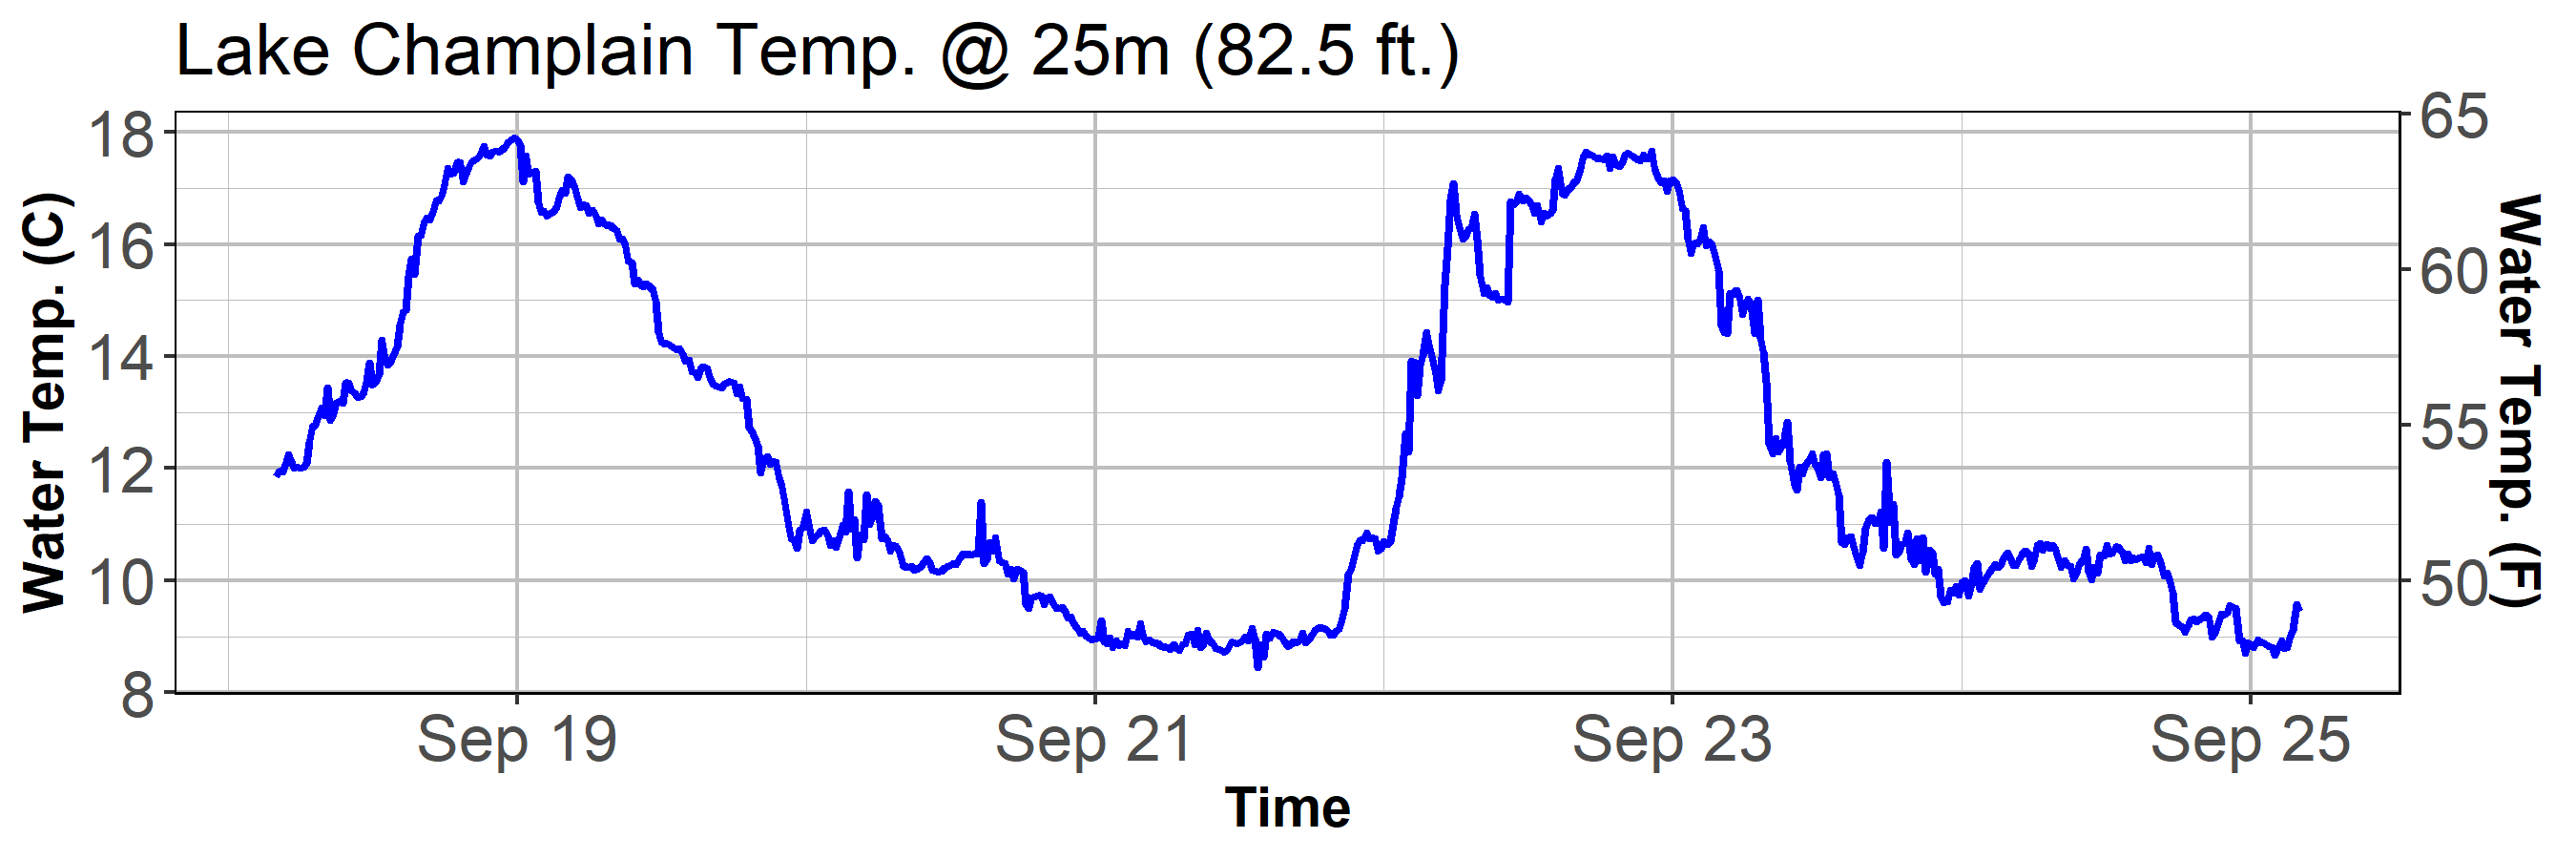 Lake Champlain Temp. @ 25m (82.5 ft.)
Water Temp. (C)
18
16
14
12
10
8
65
60
55
50
Water Temp. (F)
Sep 19 Sep 21 Sep 23 Sep 25
Time